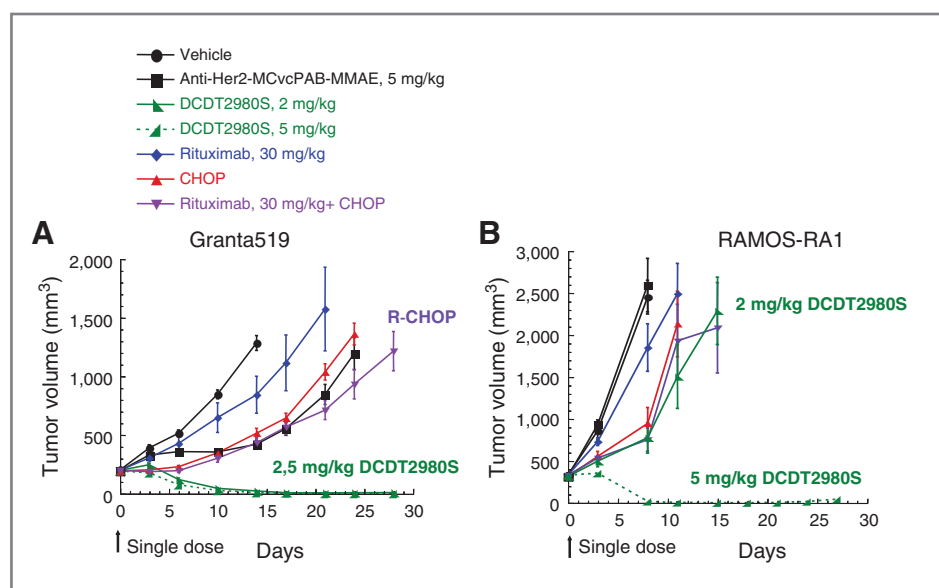 Vehicle
Anti-Her2-MCvcPAB-MMAE, 5 mg/kg
DCDT2980S, 2 mg/kg
DCDT2980S, 5 mg/kg
Rituximab, 30 mg/kg
CHOP
Rituximab, 30 mg/kg+ CHOP
A
Granta519
2,000
1,500
1,000
500
0
Tumor volume (mm³)
R-CHOP
2,5 mg/kg DCDT2980S
0 5 10 15 20 25 30
Single dose
Days
B
RAMOS-RA1
3,000
2,500
2,000
1,500
1,000
500
0
Tumor volume (mm³)
2 mg/kg DCDT2980S
5 mg/kg DCDT2980S
0 5 10 15 20 25 30
Single dose
Days